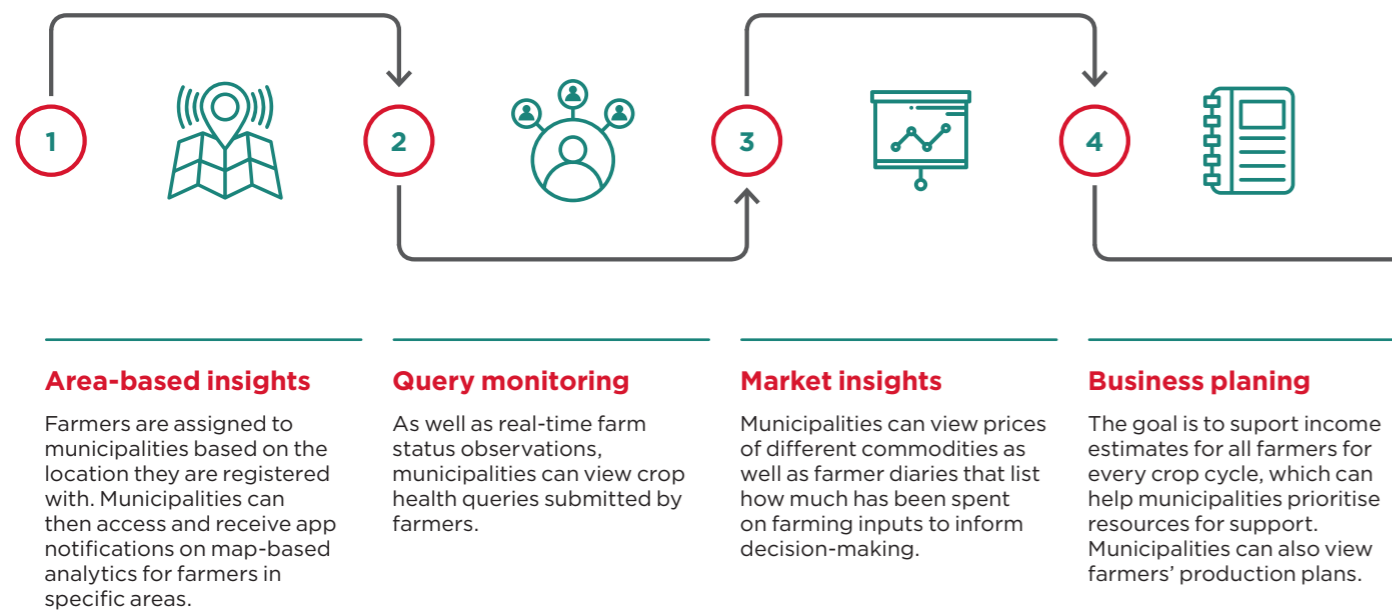 1
2
3
4
Area-based insights
Farmers are assigned to
municipalities based on the
location they are registered
with. Municipalities can
then access and receive app
notifications on map-based
analytics for farmers in
specific areas.
Query monitoring
As well as real-time farm
status observations,
municipalities can view crop
health queries submitted by
farmers.
Market insights
Municipalities can view prices
of different commodities as
well as farmer diaries that list
how much has been spent
on farming inputs to inform
decision-making.
Business planing
The goal is to suport income
estimates for all farmers for
every crop cycle, which can
help municipalities prioritise
resources for support.
Municipalities can also view
farmers’ production plans.